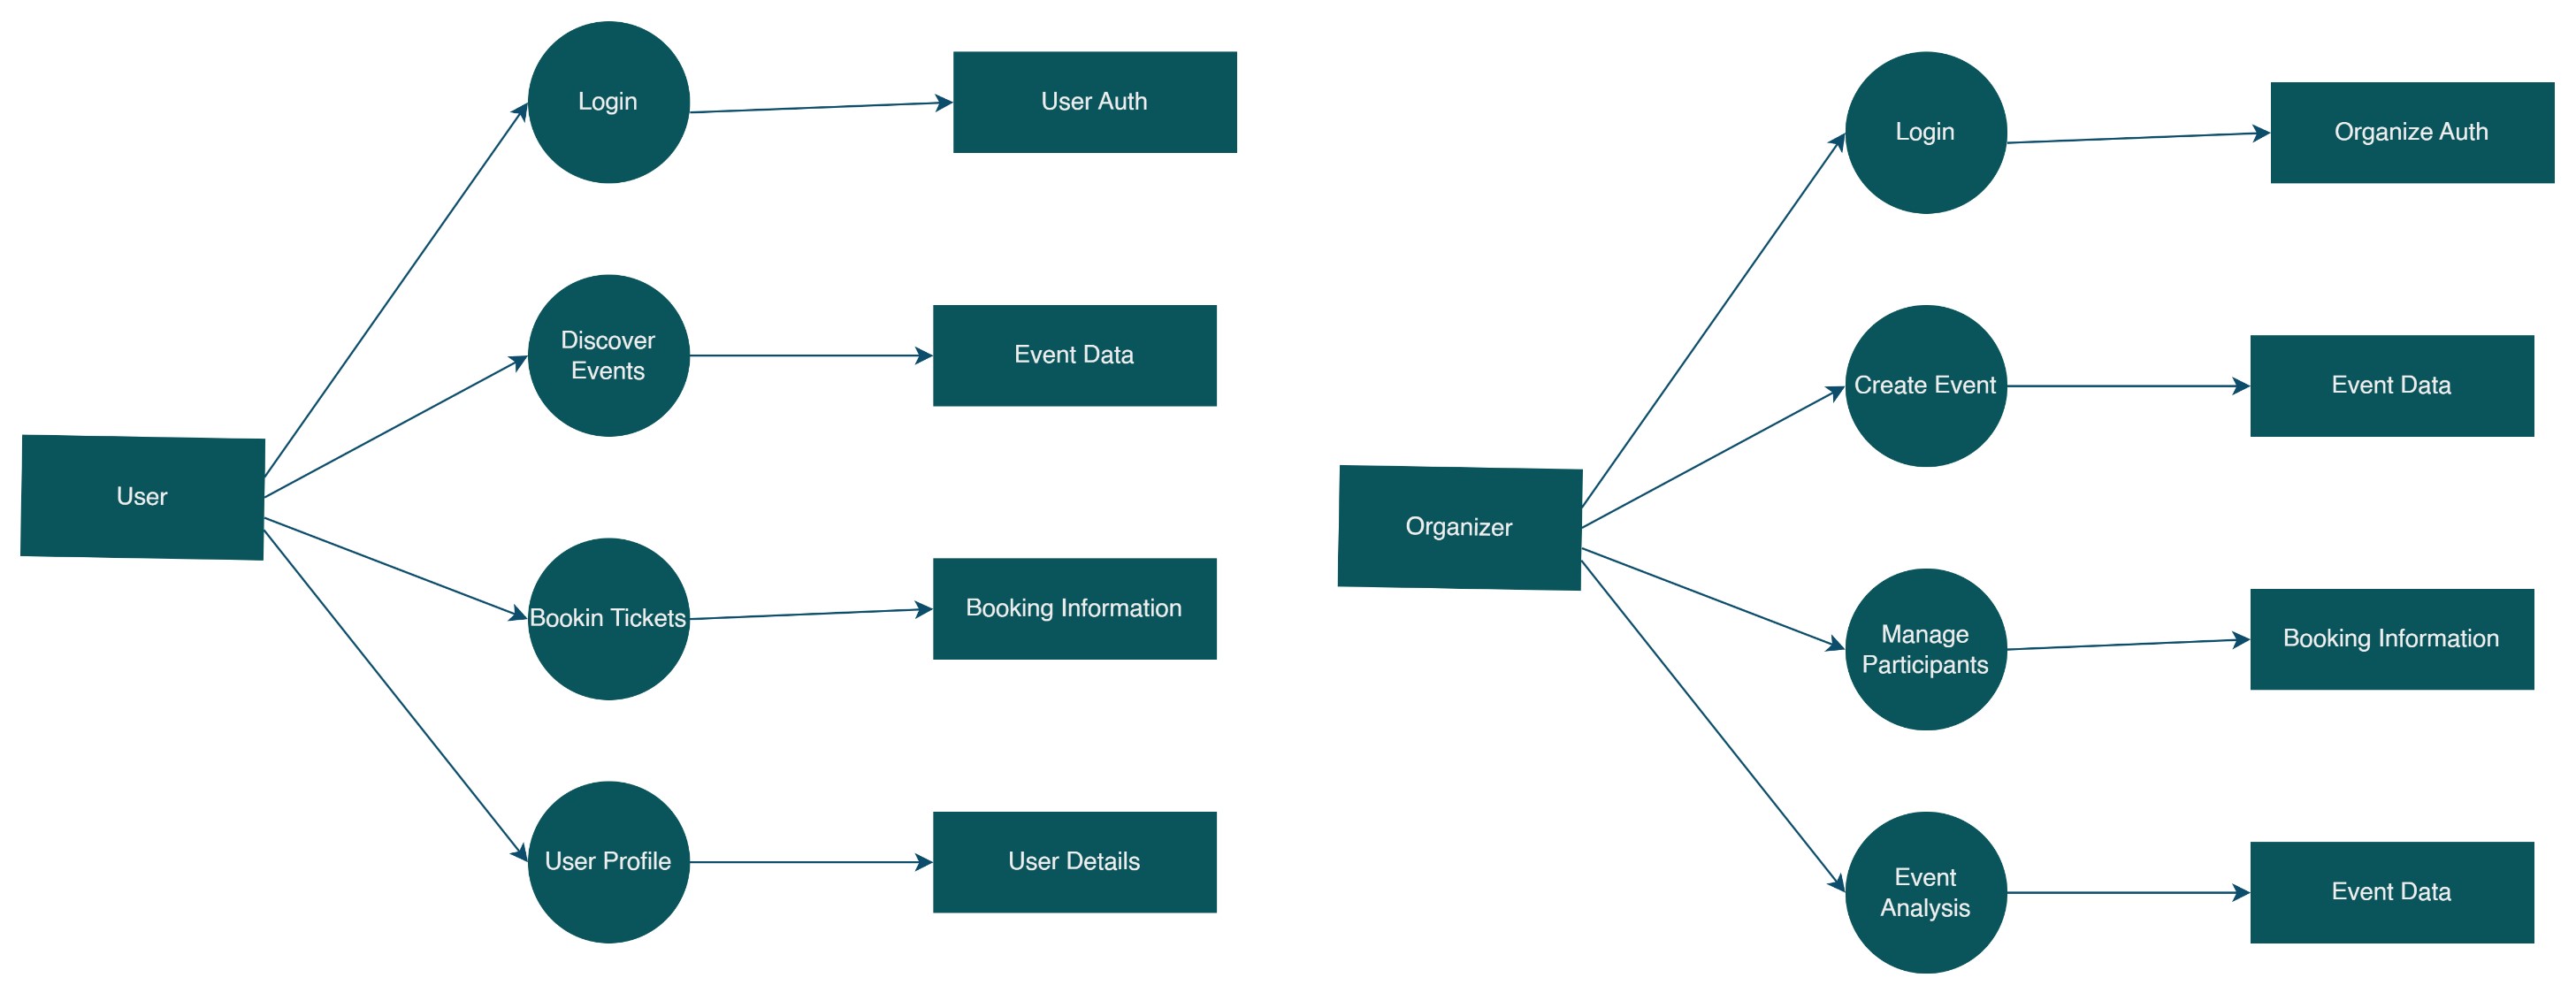 Login
User Auth
Discover
Events
Event Data
User
Bookin Tickets
Booking Information
User Profile
User Details
Login
Organize Auth
Create Event
Event Data
Organizer
Manage
Participants
Booking Information
Event
Analysis
Event Data